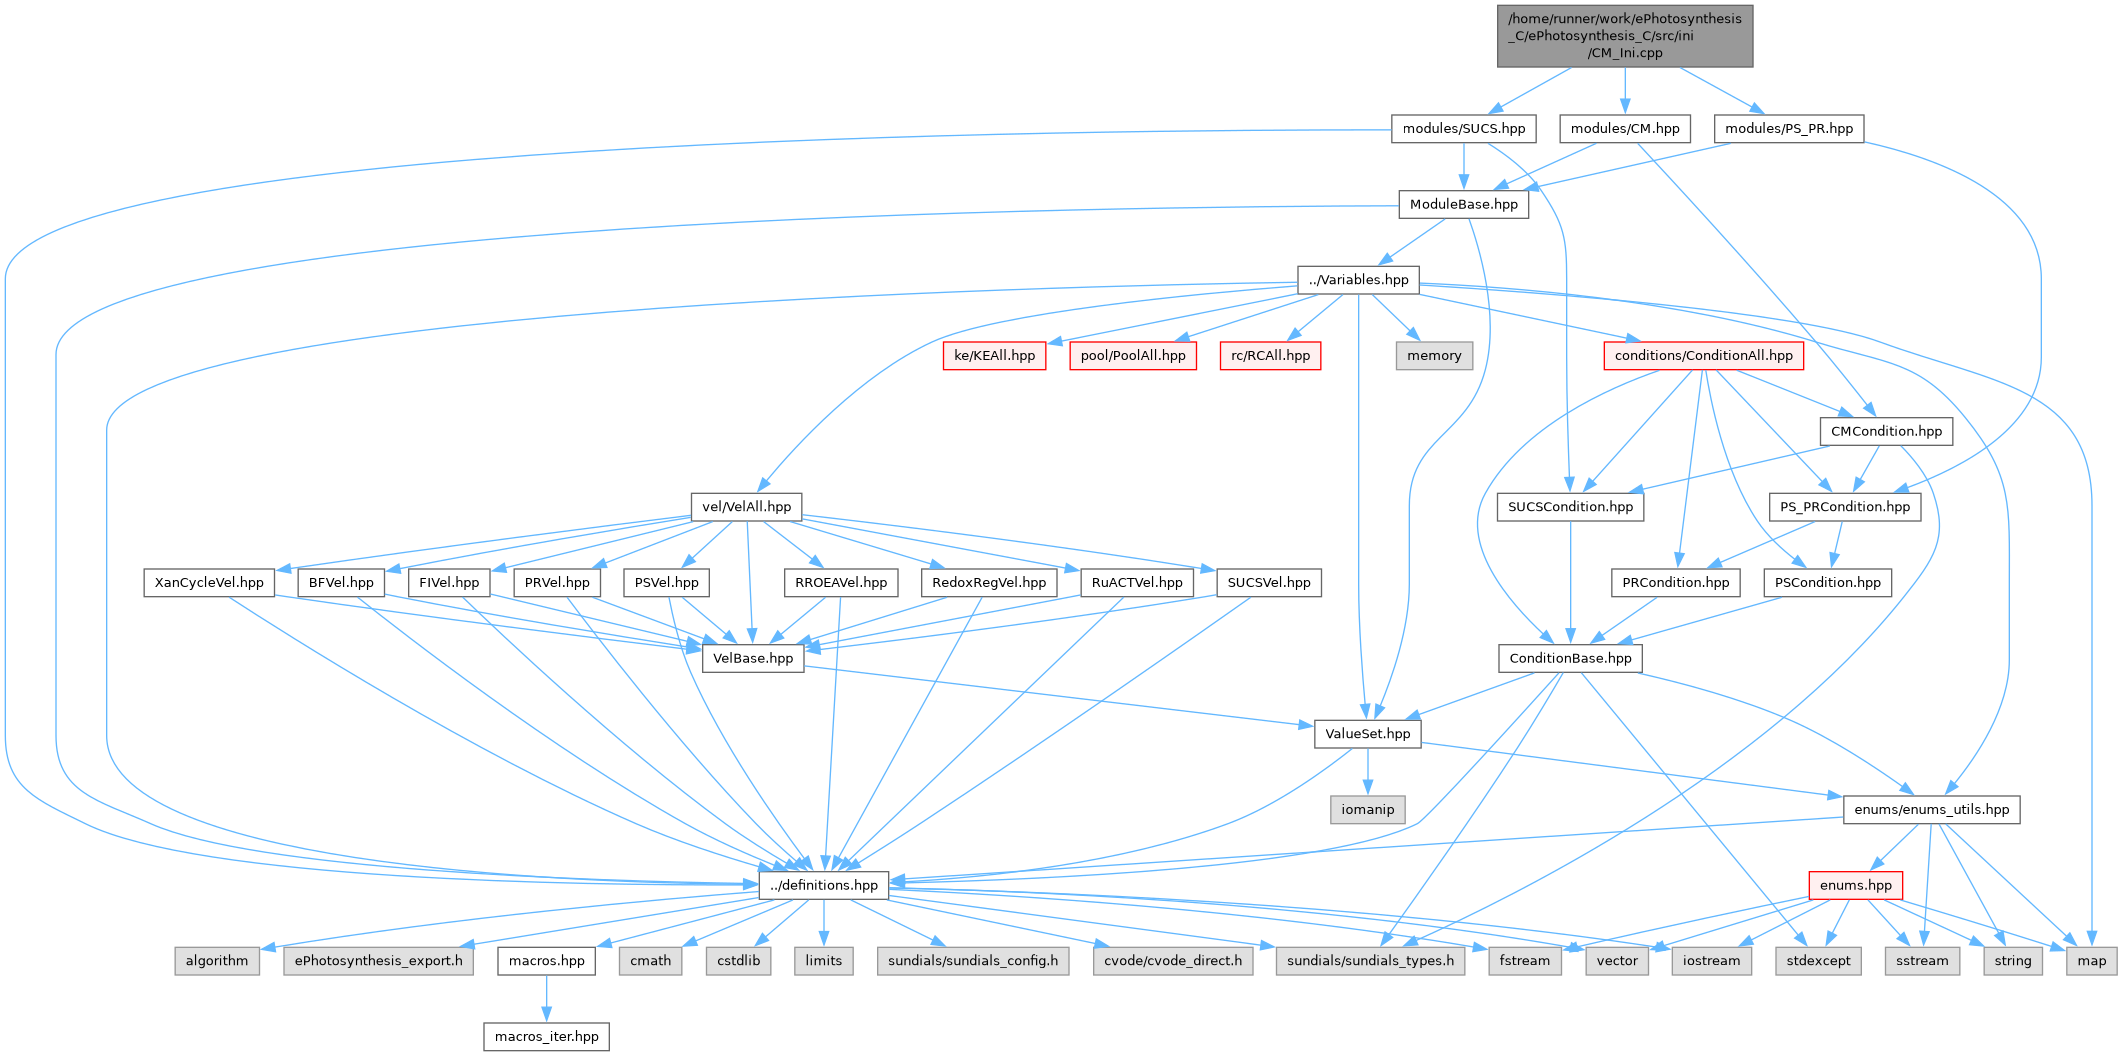 /home/runner/work/ePhotosynthesis
_C/ePhotosynthesis_C/src/ini
/CM_Ini.cpp
modules/SUCS.hpp
modules/CM.hpp
modules/PS_PR.hpp
ModuleBase.hpp
../Variables.hpp
ke/KEAll.hpp
pool/PoolAll.hpp
rc/RCAll.hpp
memory
conditions/ConditionAll.hpp
CMCondition.hpp
vel/VelAll.hpp
SUCSCondition.hpp
PS_PRCondition.hpp
XanCycleVel.hpp
BFVel.hpp
FIVel.hpp
PRVel.hpp
PSVel.hpp
RROEAVel.hpp
RedoxRegVel.hpp
RuACTVel.hpp
SUCSVel.hpp
PRCondition.hpp
PSCondition.hpp
VelBase.hpp
ConditionBase.hpp
ValueSet.hpp
iomanip
enums/enums_utils.hpp
../definitions.hpp
enums.hpp
algorithm
ePhotosynthesis_export.h
macros.hpp
cmath
cstdlib
limits
sundials/sundials_config.h
cvode/cvode_direct.h
sundials/sundials_types.h
fstream
vector
iostream
stdexcept
sstream
string
map
macros_iter.hpp